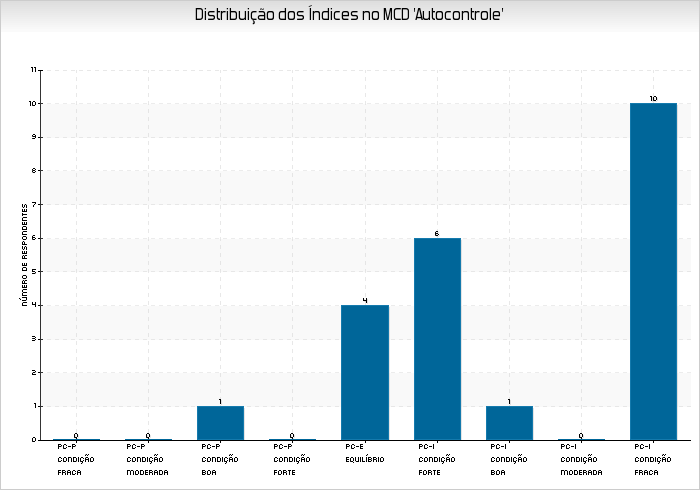 Distribuição dos Índices no MCD 'Autocontrole'
NÚMERO DE RESPONDENTES
11
10
9
8
7
6
5
4
3
2
1
0
0
0
1
0
4
6
1
0
10
PC-P CONDIÇÃO FRACA
PC-P CONDIÇÃO MODERADA
PC-P CONDIÇÃO BOA
PC-P CONDIÇÃO FORTE
PC-E EQUILÍBRIO
PC-I CONDIÇÃO FORTE
PC-I CONDIÇÃO BOA
PC-I CONDIÇÃO MODERADA
PC-I CONDIÇÃO FRACA